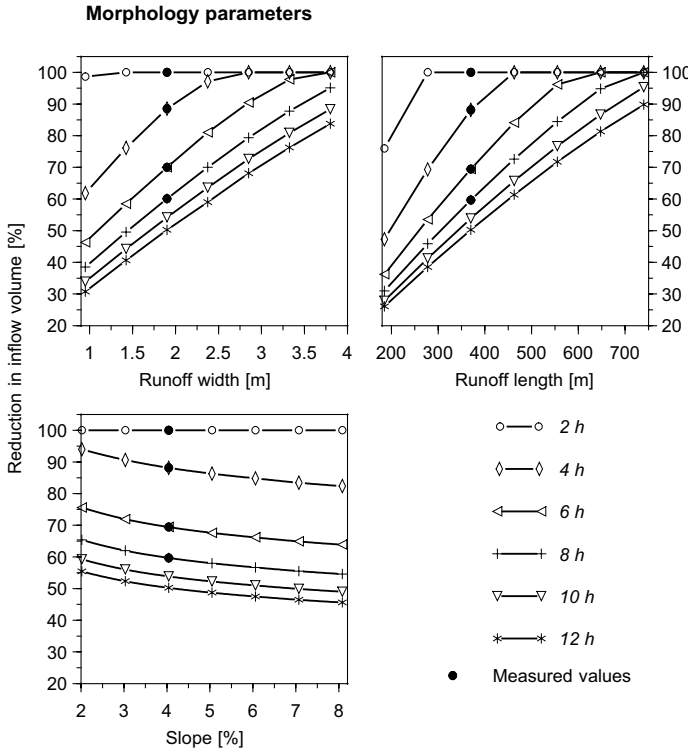 Morphology parameters
Reduction in inflow volume [%]
100
90
80
70
60
50
40
30
20
1 1.5 2 2.5 3 3.5 4
Runoff width [m]
100
90
80
70
60
50
40
30
20
200 300 400 500 600 700
Runoff length [m]
100
90
80
70
60
50
40
30
20
2 3 4 5 6 7 8
Slope [%]
2 h
4 h
6 h
8 h
10 h
12 h
Measured values